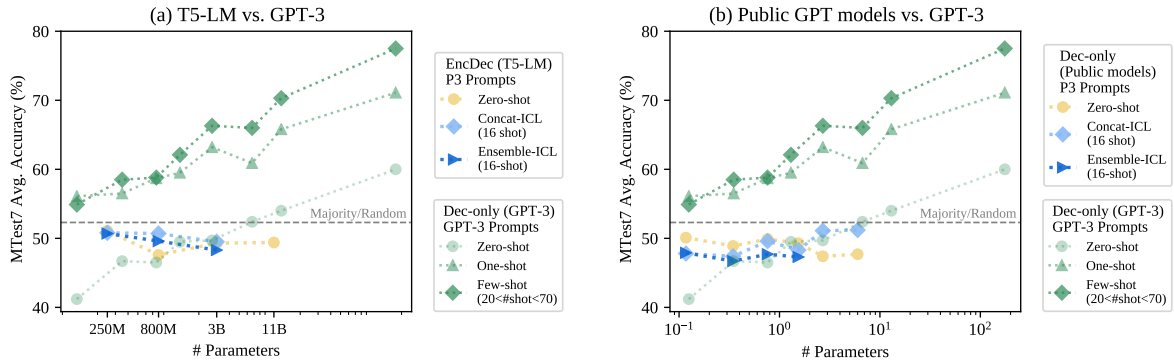 (a) T5-LM vs. GPT-3
MTest7 Avg. Accuracy (%)
80
70
60
50
40
Majority/Random
250M 800M 3B 11B
# Parameters
EncDec (T5-LM)
P3 Prompts
Zero-shot
Concat-ICL
(16 shot)
Ensemble-ICL
(16-shot)
Dec-only (GPT-3)
GPT-3 Prompts
Zero-shot
One-shot
Few-shot
(20<#shot<70)
(b) Public GPT models vs. GPT-3
MTest7 Avg. Accuracy (%)
80
70
60
50
40
Majority/Random
10⁻¹ 10⁰ 10¹ 10²
# Parameters
Dec-only
(Public models)
P3 Prompts
Zero-shot
Concat-ICL
(16 shot)
Ensemble-ICL
(16-shot)
Dec-only (GPT-3)
GPT-3 Prompts
Zero-shot
One-shot
Few-shot
(20<#shot<70)